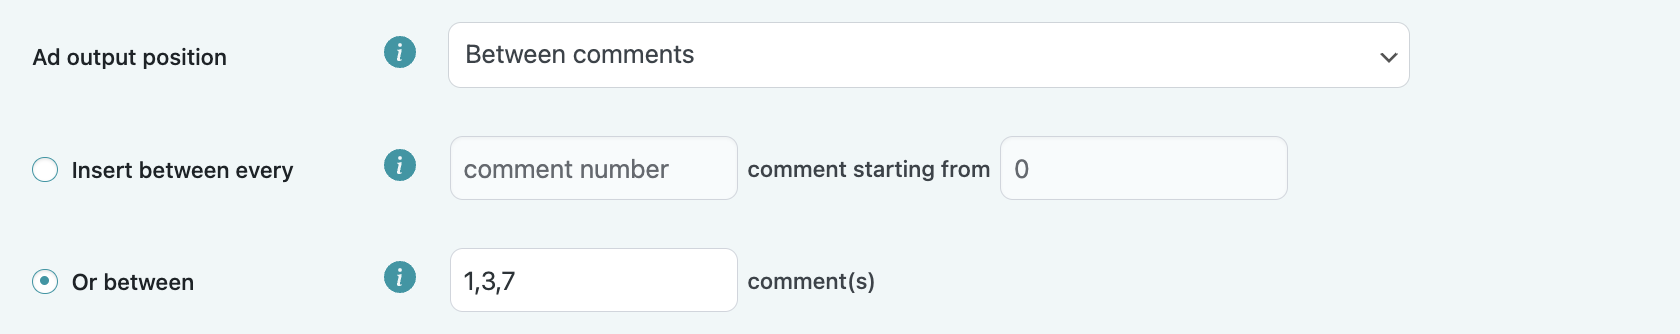 Ad output position i Between comments
Insert between every i comment number comment starting from 0
Or between i 1,3,7 comment(s)